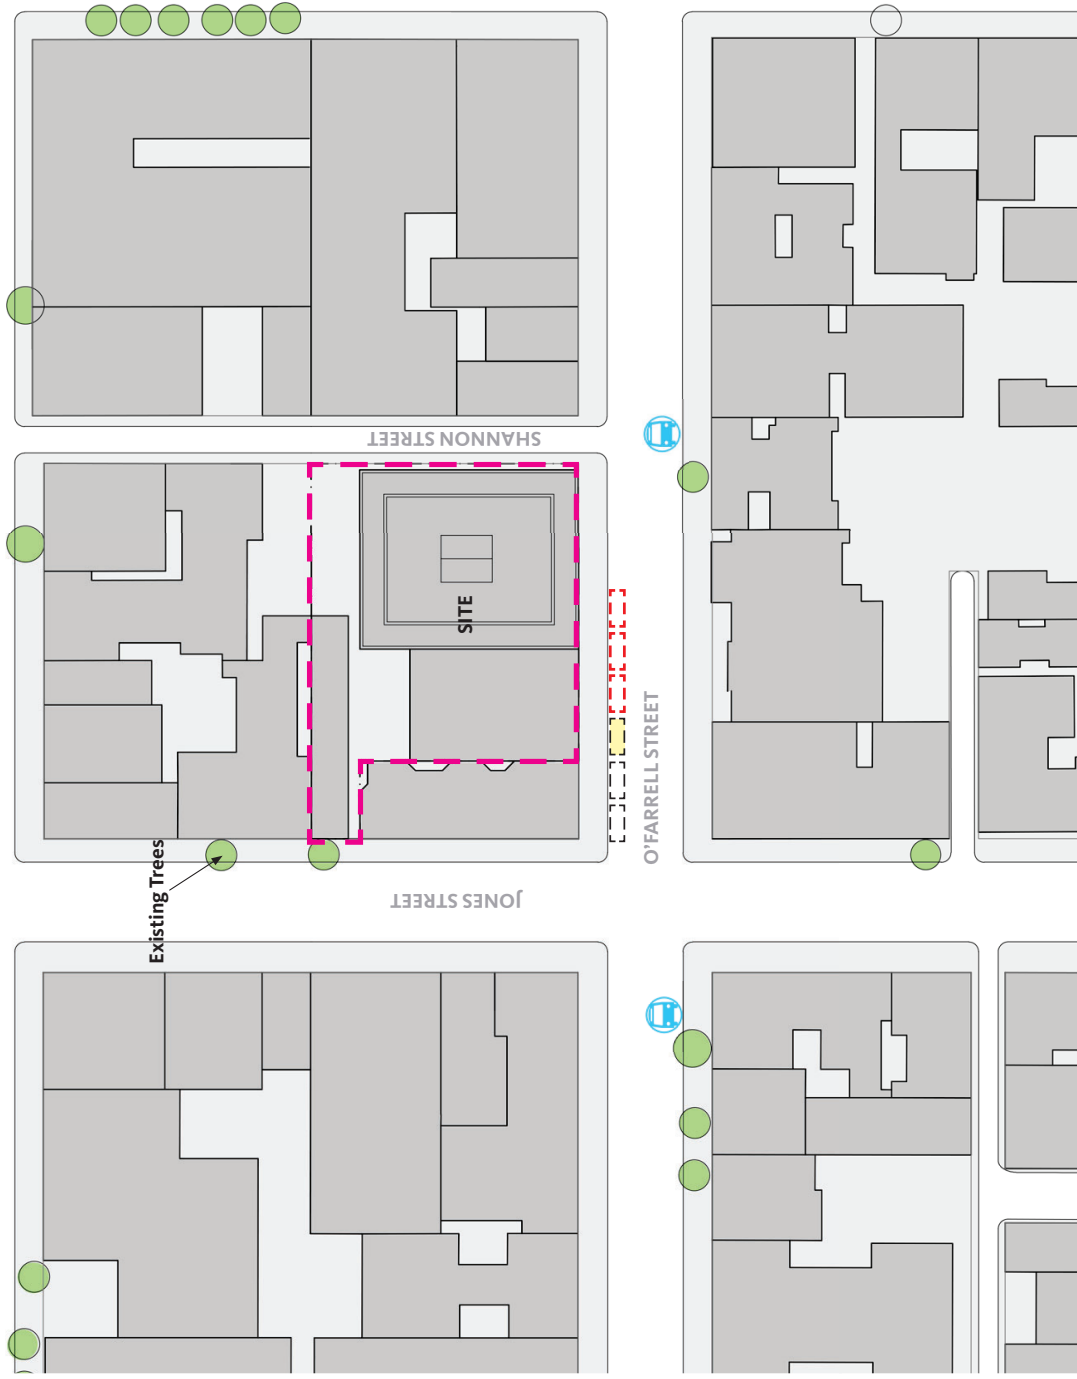 SHANNON STREET
SITE
O'FARRELL STREET
Existing Trees
JONES STREET